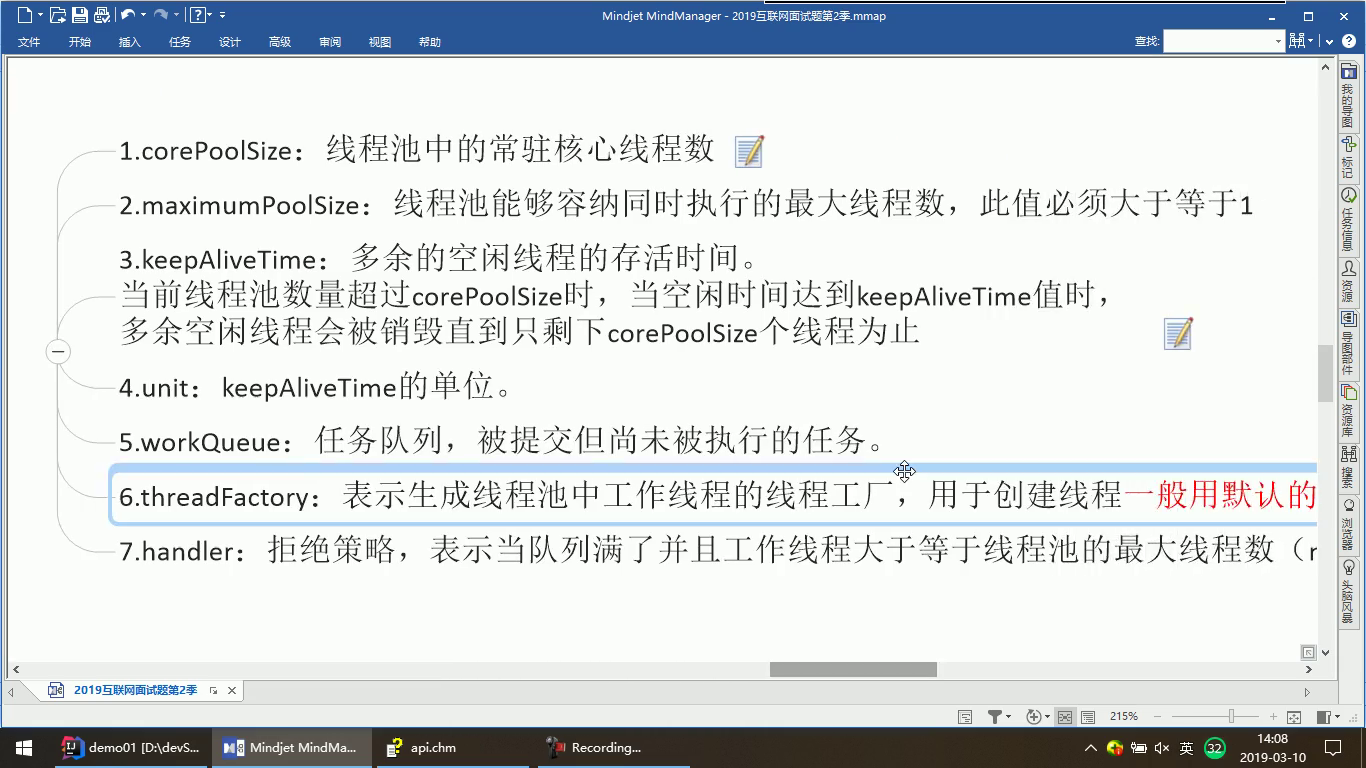 Mindjet MindManager - 2019互联网面试题第2季.mmap
文件 开始 插入 任务 设计 高级 审阅 视图 帮助 查找:
1.corePoolSize：线程池中的常驻核心线程数
2.maximumPoolSize：线程池能够容纳同时执行的最大线程数，此值必须大于等于1
3.keepAliveTime：多余的空闲线程的存活时间。
当前线程池数量超过corePoolSize时，当空闲时间达到keepAliveTime值时，
多余空闲线程会被销毁直到只剩下corePoolSize个线程为止
4.unit：keepAliveTime的单位。
5.workQueue：任务队列，被提交但尚未被执行的任务。
6.threadFactory：表示生成线程池中工作线程的线程工厂，用于创建线程一般用默认的
7.handler：拒绝策略，表示当队列满了并且工作线程大于等于线程池的最大线程数（
我的导图
标记
任务信息
资源
导图部件
资源库
搜索
浏览器
头脑风暴
2019互联网面试题第2季
215%
demo01 [D:\devS...
Mindjet MindMa...
api.chm
Recording...
英
32
14:08
2019-03-10